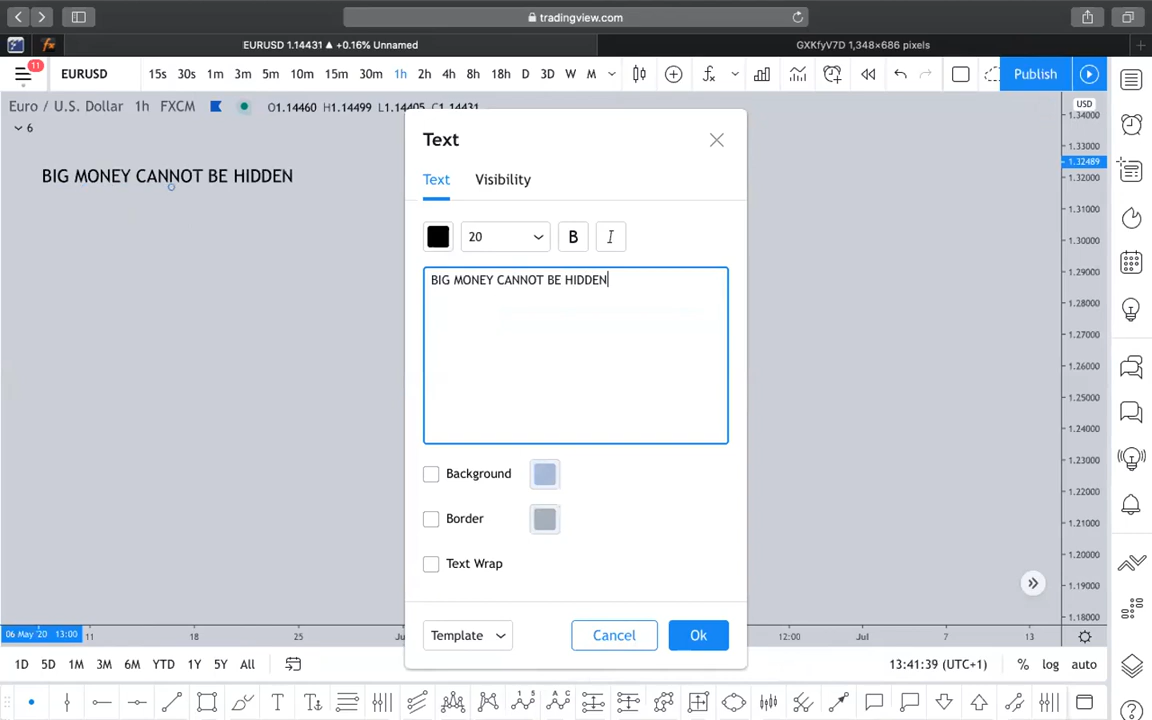 tradingview.com
EURUSD 1.14431 ▲ +0.16% Unnamed
GXKfyV7D 1,348×686 pixels
11
EURUSD 15s 30s 1m 3m 5m 10m 15m 30m 1h 2h 4h 8h 18h D 3D W M Publish
Euro / U.S. Dollar 1h FXCM O1.14460 H1.14499 L1.14405 C1.14431
6
USD
1.34000
1.33000
1.32489
1.32000
1.31000
1.30000
1.29000
1.28000
1.27000
1.26000
1.25000
1.24000
1.23000
1.22000
1.21000
1.20000
1.19000
1.18000
BIG MONEY CANNOT BE HIDDEN
Text
Text Visibility
20 B I
BIG MONEY CANNOT BE HIDDEN
Background
Border
Text Wrap
Template Cancel Ok
06 May '20 13:00 11 18 25 12:00 Jul 7 13
1D 5D 1M 3M 6M YTD 1Y 5Y All 13:41:39 (UTC+1) % log auto